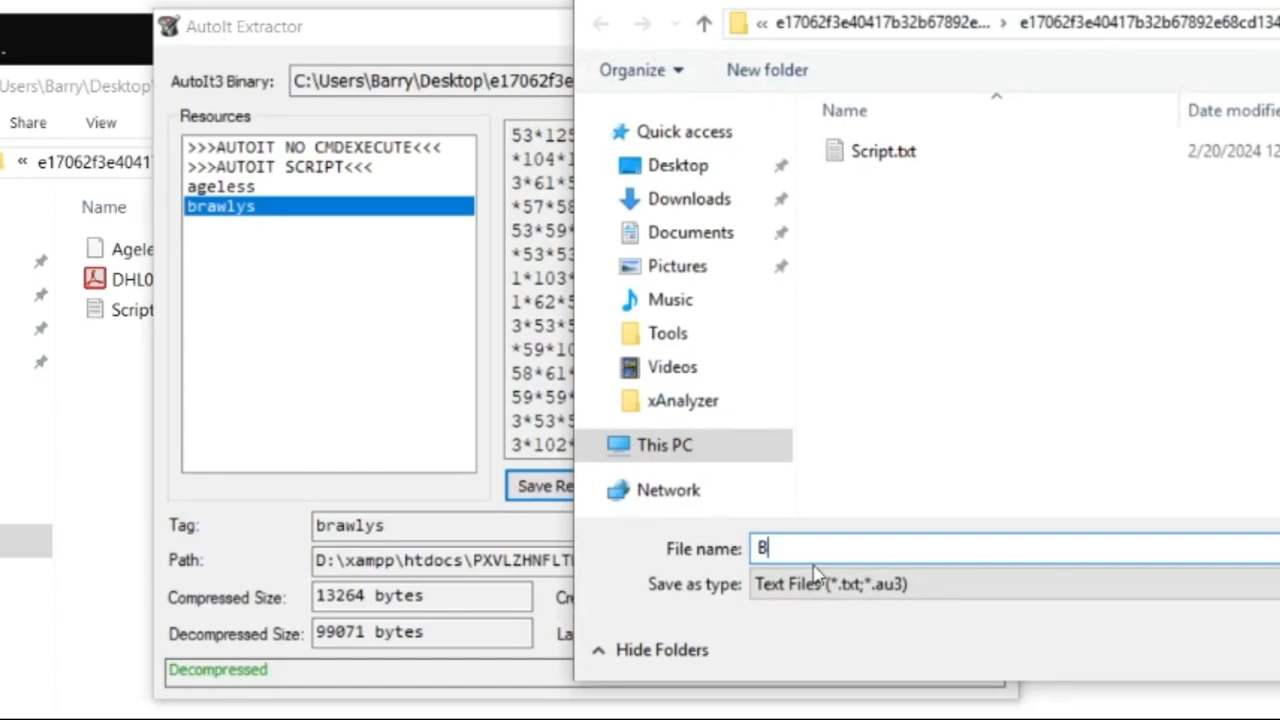 Users\Barry\Desktop\
Share
View
« e17062f3e4041
Name
Agele
DHL0
Script
AutoIt Extractor
AutoIt3 Binary:
C:\Users\Barry\Desktop\e17062f3e
Resources
>>>AUTOIT NO CMDEXECUTE<<<
>>>AUTOIT SCRIPT<<<
ageless
brawlys
53*125
*104*1
3*61*5
*57*58
53*59*
*53*53
1*103*
1*62*5
3*53*5
*59*10
58*61*
59*59*
3*53*5
3*102*
Save Re
Tag:
brawlys
Path:
D:\xampp\htdocs\PXVLZHNFLT
Compressed Size:
13264 bytes
Cre
Decompressed Size:
99071 bytes
La
Decompressed
« e17062f3e40417b32b67892e... › e17062f3e40417b32b67892e68cd134
Organize
New folder
Name
Date modifie
Quick access
Desktop
Downloads
Documents
Pictures
Music
Tools
Videos
xAnalyzer
This PC
Network
Script.txt
2/20/2024 12
File name:
B
Save as type:
Text Files (*.txt;*.au3)
Hide Folders